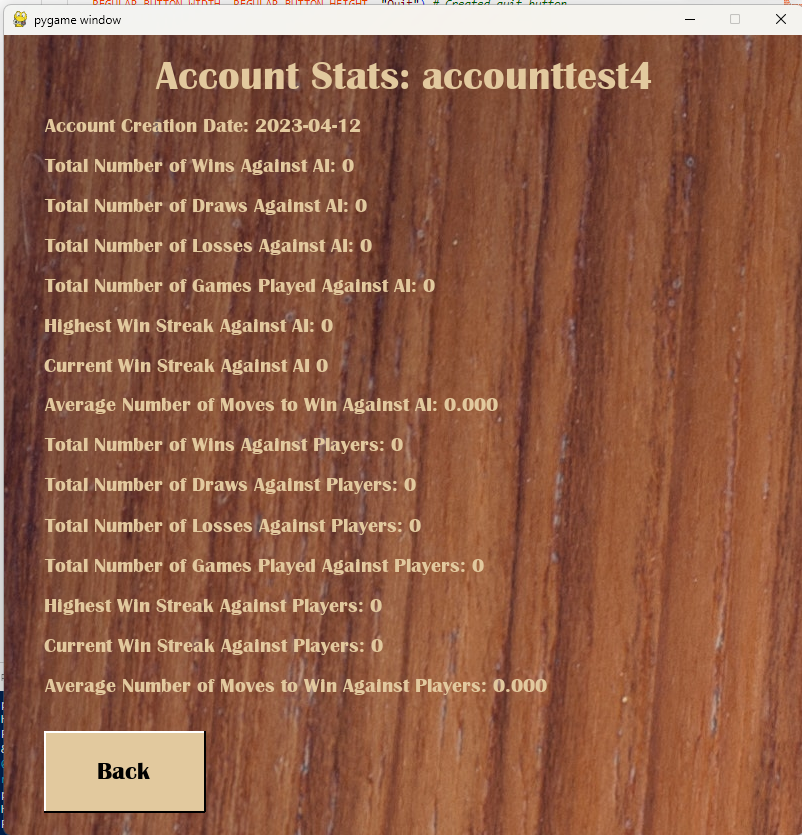 REGULAR_BUTTON_WIDTH, REGULAR_BUTTON_HEIGHT, "Quit") # Created quit button
pygame window
Account Stats: accounttest4
Account Creation Date: 2023-04-12
Total Number of Wins Against AI: 0
Total Number of Draws Against AI: 0
Total Number of Losses Against AI: 0
Total Number of Games Played Against AI: 0
Highest Win Streak Against AI: 0
Current Win Streak Against AI 0
Average Number of Moves to Win Against AI: 0.000
Total Number of Wins Against Players: 0
Total Number of Draws Against Players: 0
Total Number of Losses Against Players: 0
Total Number of Games Played Against Players: 0
Highest Win Streak Against Players: 0
Current Win Streak Against Players: 0
Average Number of Moves to Win Against Players: 0.000
Back